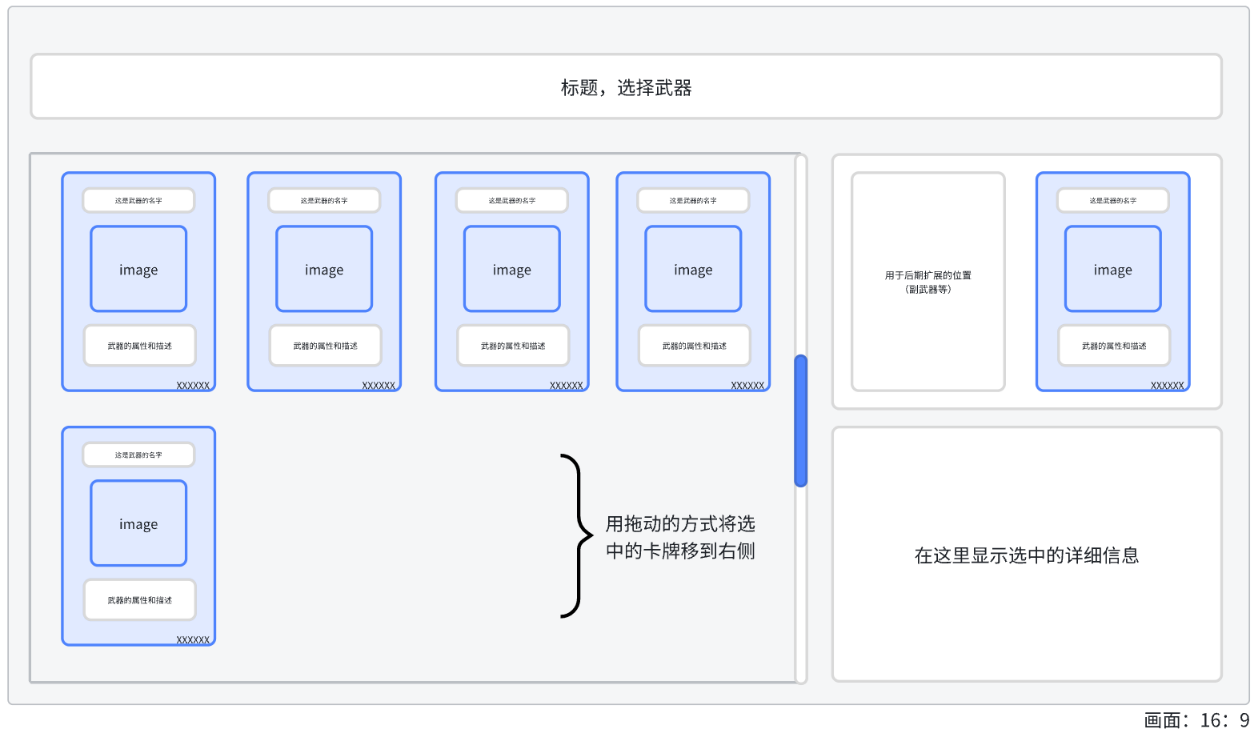 标题，选择武器
这是武器的名字
这是武器的名字
这是武器的名字
这是武器的名字
image
image
image
image
武器的属性和描述
武器的属性和描述
武器的属性和描述
武器的属性和描述
XXXXXX
XXXXXX
XXXXXX
XXXXXX
用于后期扩展的位置
（副武器等）
这是武器的名字
image
武器的属性和描述
XXXXXX
这是武器的名字
image
武器的属性和描述
XXXXXX
用拖动的方式将选
中的卡牌移到右侧
在这里显示选中的详细信息
画面：16：9